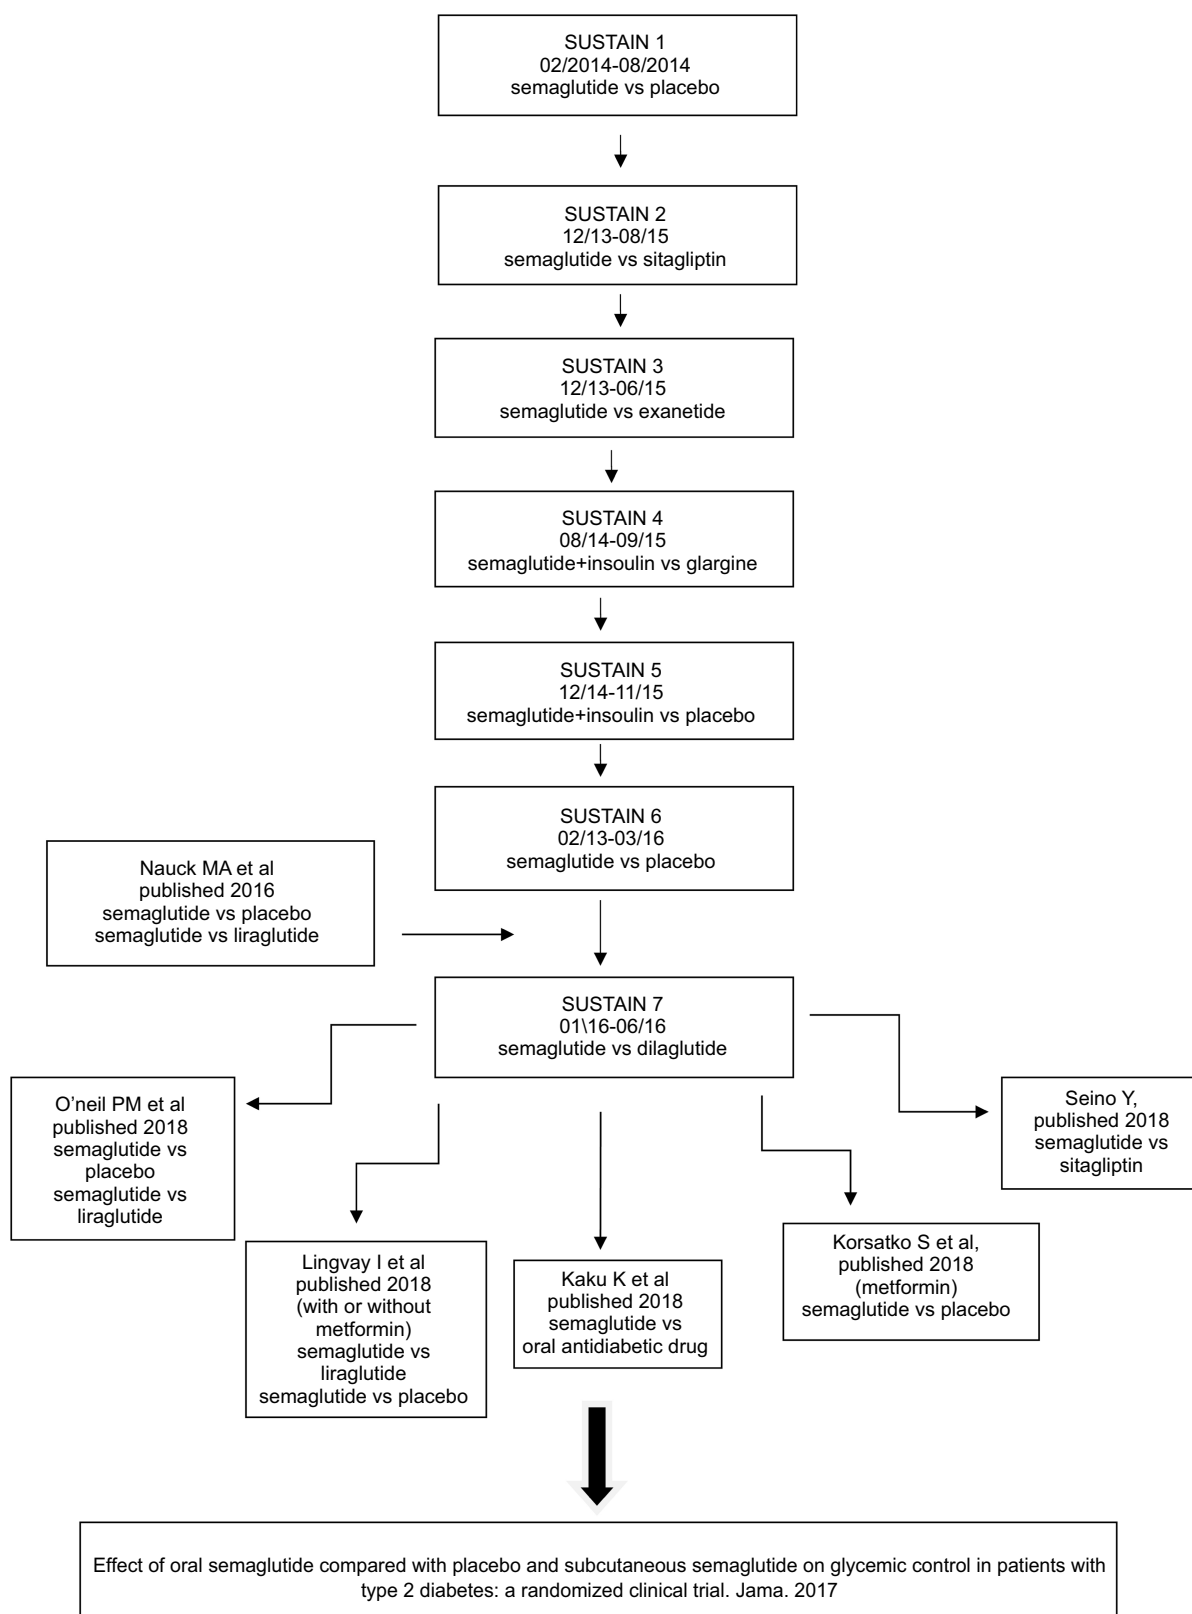 SUSTAIN 1
02/2014-08/2014
semaglutide vs placebo
SUSTAIN 2
12/13-08/15
semaglutide vs sitagliptin
SUSTAIN 3
12/13-06/15
semaglutide vs exanetide
SUSTAIN 4
08/14-09/15
semaglutide+insoulin vs glargine
SUSTAIN 5
12/14-11/15
semaglutide+insoulin vs placebo
SUSTAIN 6
02/13-03/16
semaglutide vs placebo
Nauck MA et al
published 2016
semaglutide vs placebo
semaglutide vs liraglutide
SUSTAIN 7
01\16-06/16
semaglutide vs dilaglutide
O’neil PM et al
published 2018
semaglutide vs
placebo
semaglutide vs
liraglutide
Lingvay I et al
published 2018
(with or without
metformin)
semaglutide vs
liraglutide
semaglutide vs placebo
Kaku K et al
published 2018
semaglutide vs
oral antidiabetic drug
Korsatko S et al,
published 2018
(metformin)
semaglutide vs placebo
Seino Y,
published 2018
semaglutide vs
sitagliptin
Effect of oral semaglutide compared with placebo and subcutaneous semaglutide on glycemic control in patients with
type 2 diabetes: a randomized clinical trial. Jama. 2017